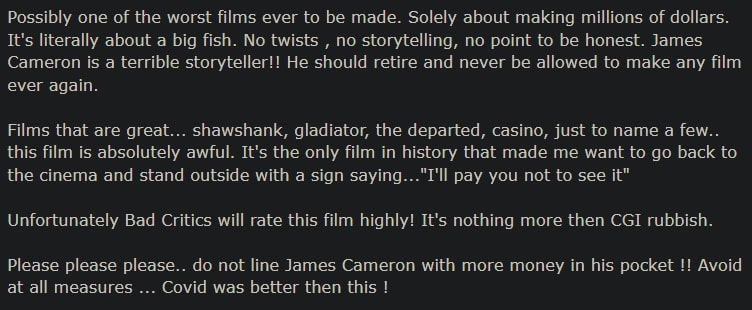 Possibly one of the worst films ever to be made. Solely about making millions of dollars.
It's literally about a big fish. No twists , no storytelling, no point to be honest. James
Cameron is a terrible storyteller!! He should retire and never be allowed to make any film
ever again.
Films that are great... shawshank, gladiator, the departed, casino, just to name a few..
this film is absolutely awful. It's the only film in history that made me want to go back to
the cinema and stand outside with a sign saying..."I'll pay you not to see it"
Unfortunately Bad Critics will rate this film highly! It's nothing more then CGI rubbish.
Please please please.. do not line James Cameron with more money in his pocket !! Avoid
at all measures ... Covid was better then this !